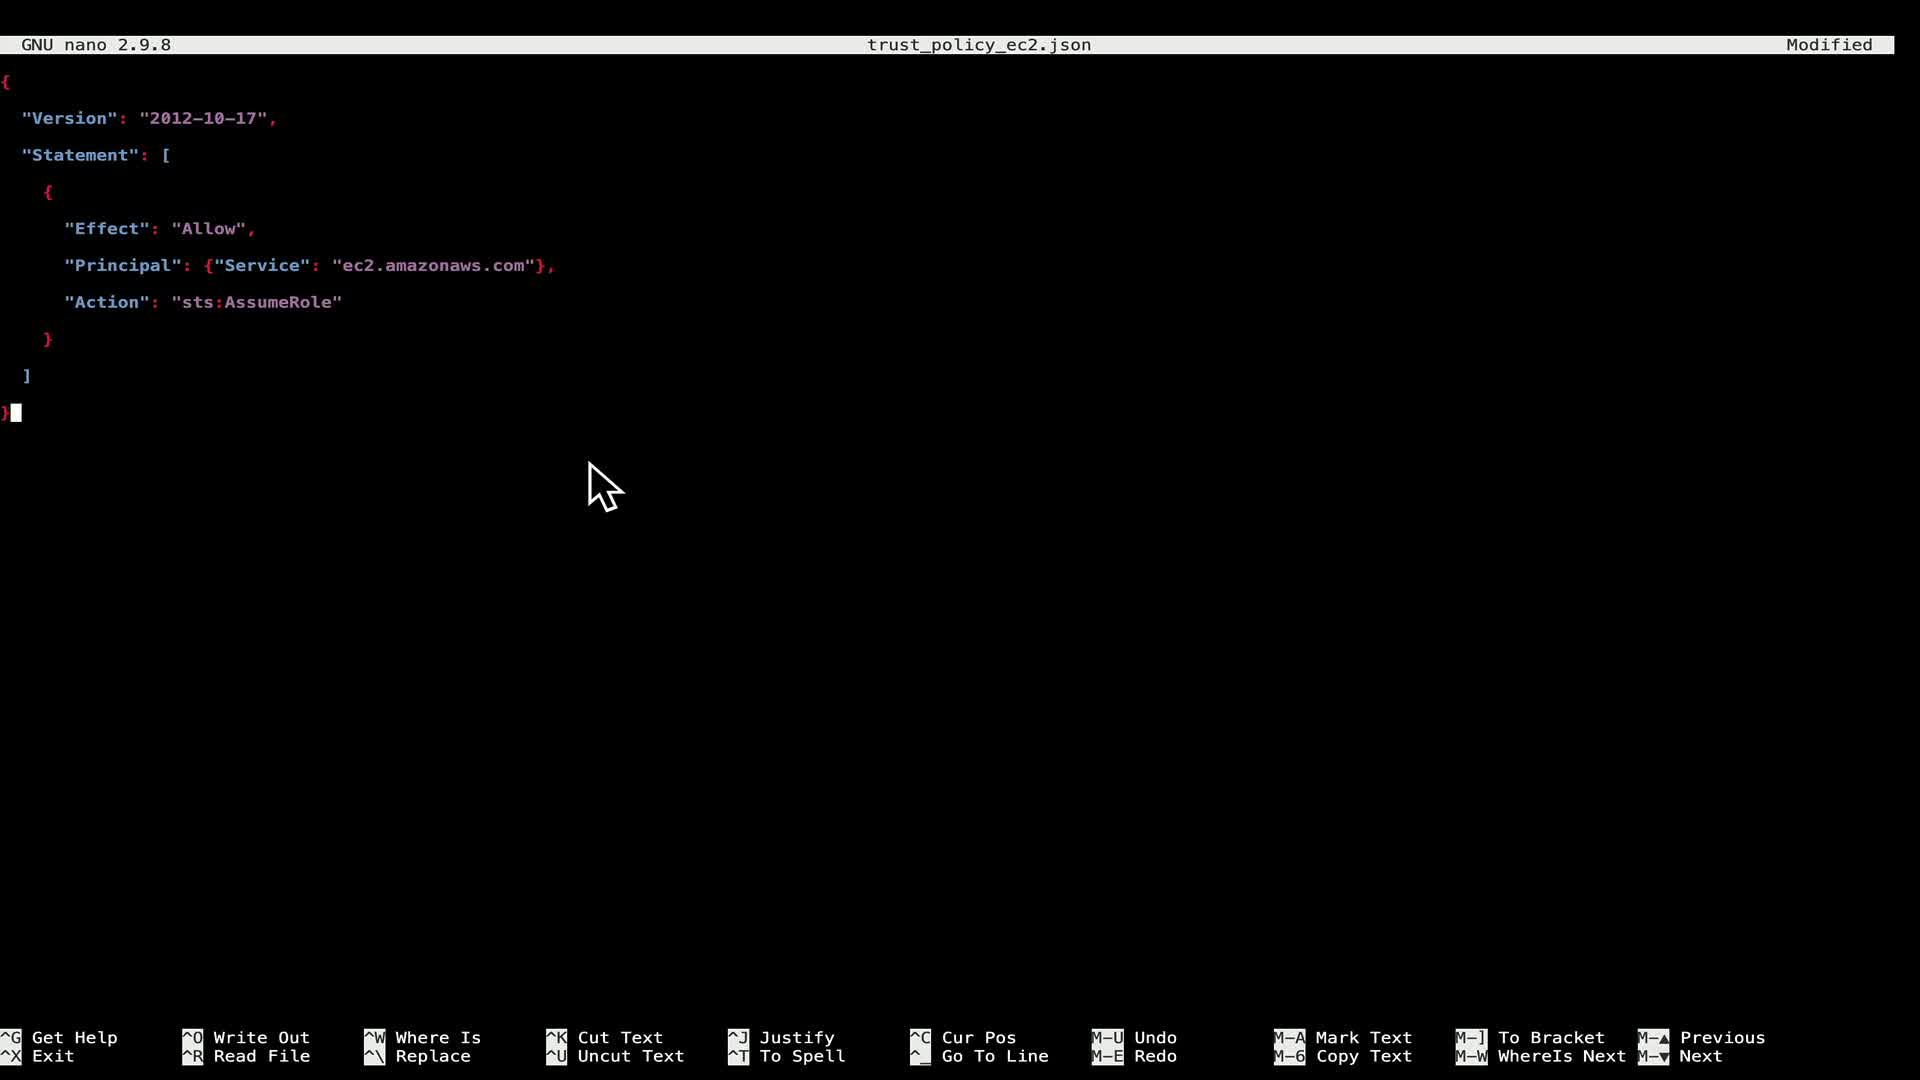 GNU nano 2.9.8 trust_policy_ec2.json Modified
{
"Version": "2012-10-17",
"Statement": [
{
"Effect": "Allow",
"Principal": {"Service": "ec2.amazonaws.com"},
"Action": "sts:AssumeRole"
}
]
}
^G Get Help ^O Write Out ^W Where Is ^K Cut Text ^J Justify ^C Cur Pos M-U Undo M-A Mark Text M-] To Bracket M-▲ Previous
^X Exit ^R Read File ^\ Replace ^U Uncut Text ^T To Spell ^_ Go To Line M-E Redo M-6 Copy Text M-W WhereIs Next M-▼ Next